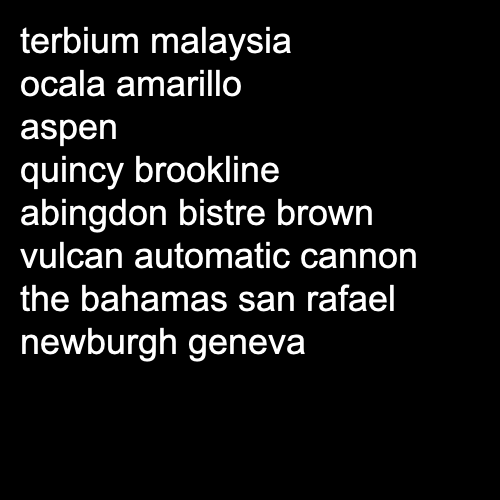 terbium malaysia
ocala amarillo
aspen
quincy brookline
abingdon bistre brown
vulcan automatic cannon
the bahamas san rafael
newburgh geneva